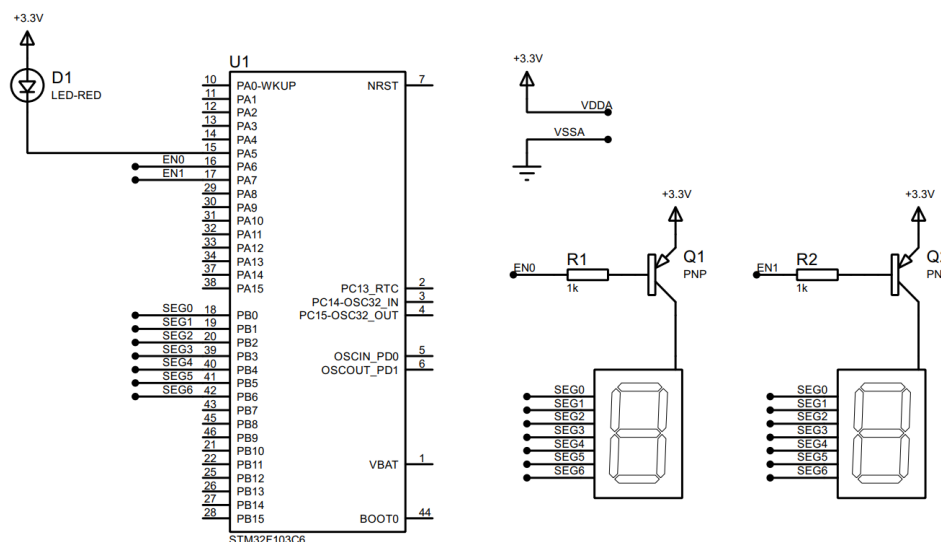 +3.3V
D1
LED-RED
U1
10 PA0-WKUP NRST 7
11 PA1
12 PA2
13 PA3
14 PA4
15 PA5
EN0 16 PA6
EN1 17 PA7
29 PA8
30 PA9
31 PA10
32 PA11
33 PA12
34 PA13
37 PA14
38 PA15 PC13_RTC 2
PC14-OSC32_IN 3
SEG0 18 PB0 PC15-OSC32_OUT 4
SEG1 19 PB1
SEG2 20 PB2
SEG3 39 PB3 OSCIN_PD0 5
SEG4 40 PB4 OSCOUT_PD1 6
SEG5 41 PB5
SEG6 42 PB6
43 PB7
45 PB8
46 PB9
21 PB10
22 PB11 VBAT 1
25 PB12
26 PB13
27 PB14
28 PB15 BOOT0 44
STM32F103C6
+3.3V
VDDA
VSSA
+3.3V
EN0
R1
1k
Q1
PNP
SEG0
SEG1
SEG2
SEG3
SEG4
SEG5
SEG6
+3.3V
EN1
R2
1k
SEG0
SEG1
SEG2
SEG3
SEG4
SEG5
SEG6